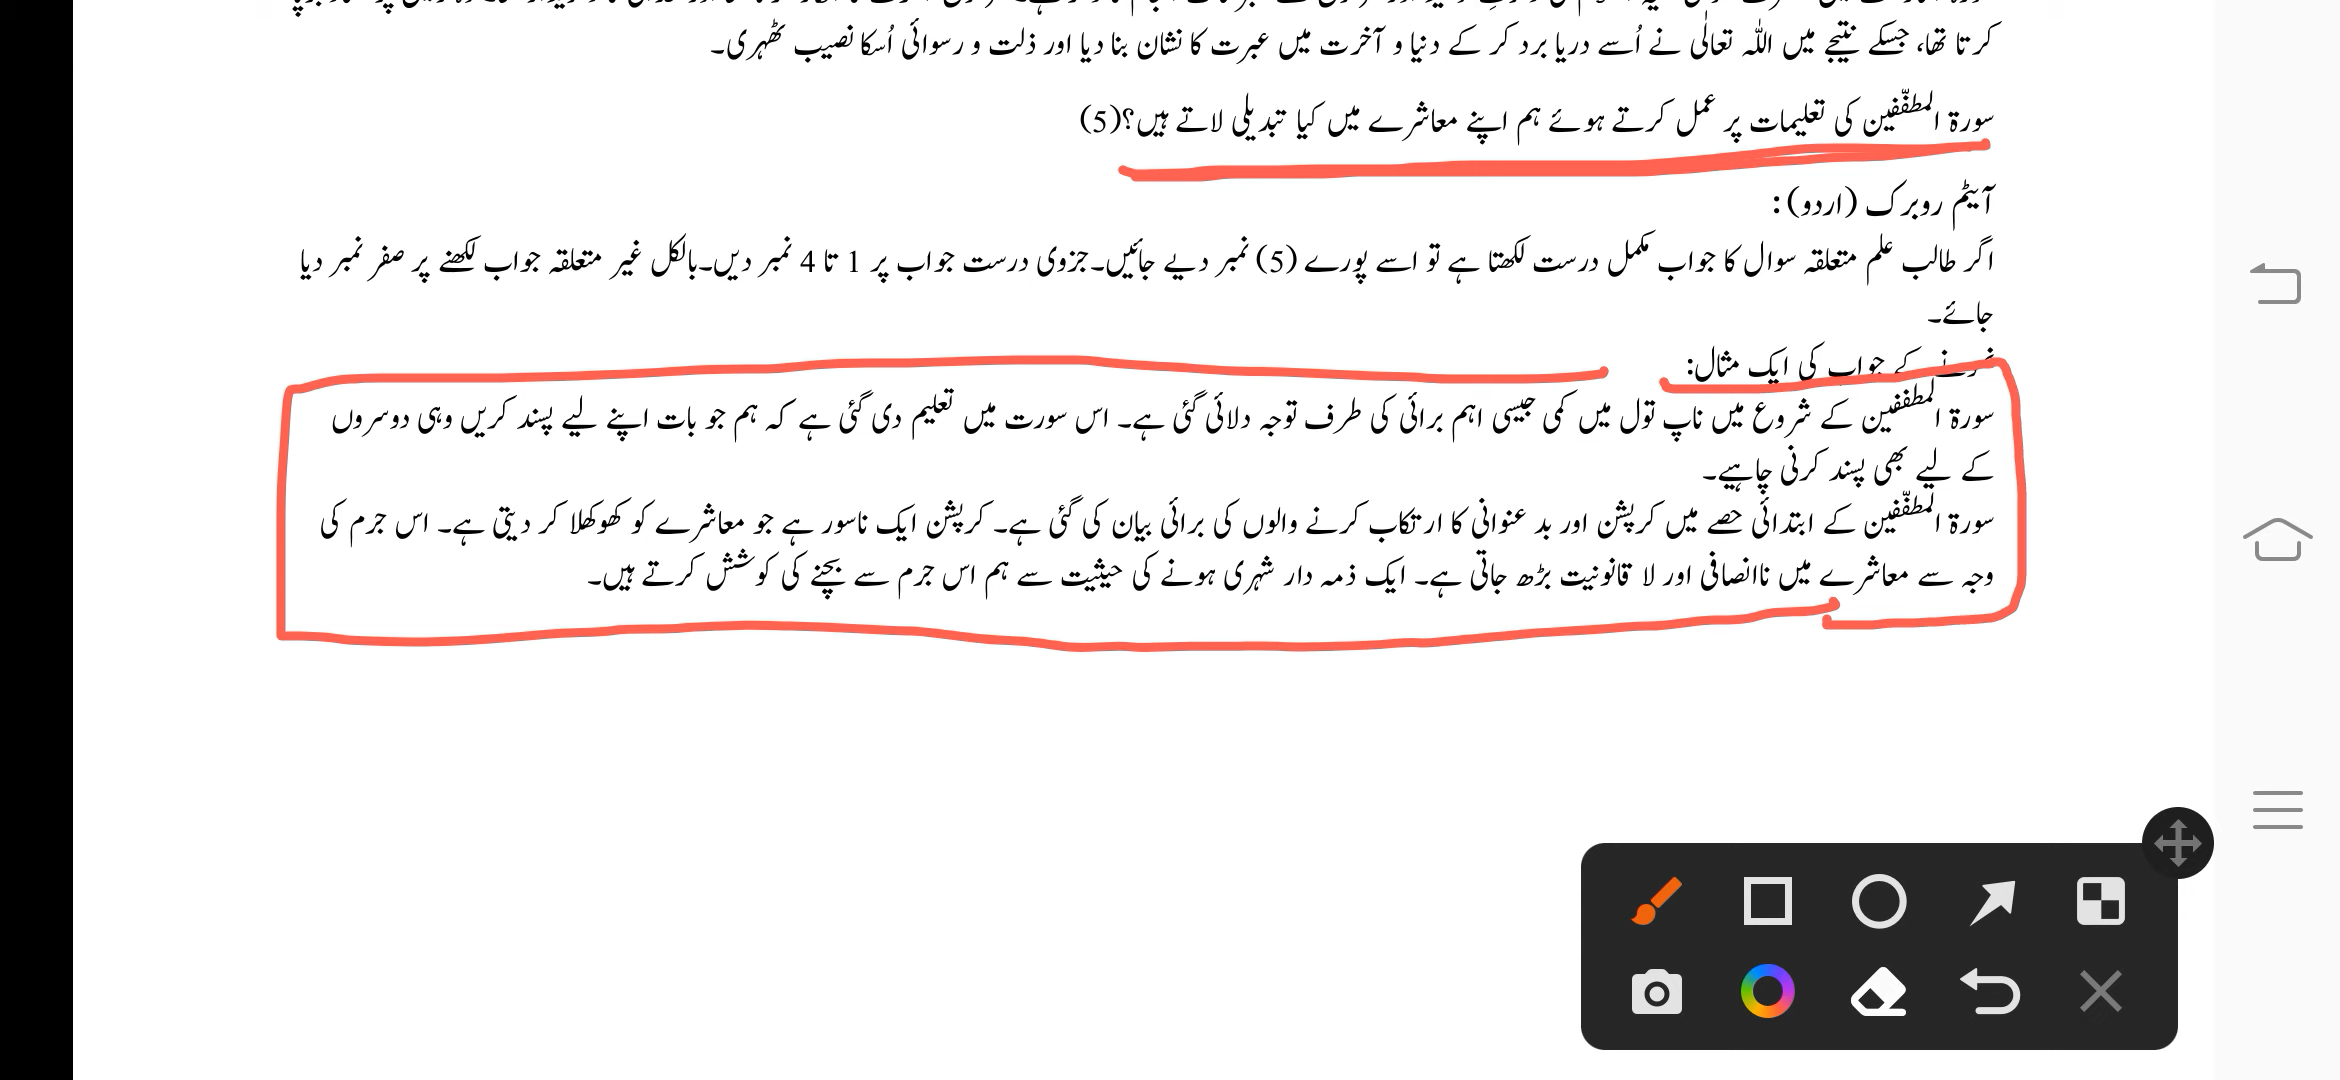 کرتا تھا، جسکے نتیجے میں اللہ تعالٰی نے اُسے دریا برد کر کے دنیا و آخرت میں عبرت کا نشان بنا دیا اور ذلت و رسوائی اُسکا نصیب ٹھہری۔
سورۃ المطفّفین کی تعلیمات پر عمل کرتے ہوئے ہم اپنے معاشرے میں کیا تبدیلی لاتے ہیں؟(5)
آیٹم روبرک (اردو):
اگر طالب علم متعلقہ سوال کا جواب مکمل درست لکھتا ہے تو اسے پورے (5) نمبر دیے جائیں۔جزوی درست جواب پر 1 تا 4 نمبر دیں۔بالکل غیر متعلقہ جواب لکھنے پر صفر نمبر دیا
جائے۔
نمونے کے جواب کی ایک مثال:
سورۃ المطففین کے شروع میں ناپ تول میں کمی جیسی اہم برائی کی طرف توجہ دلائی گئی ہے۔ اس سورت میں تعلیم دی گئی ہے کہ ہم جو بات اپنے لیے پسند کریں وہی دوسروں
کے لیے بھی پسند کرنی چاہیے۔
سورۃ المطفّفین کے ابتدائی حصے میں کرپشن اور بد عنوانی کا ارتکاب کرنے والوں کی برائی بیان کی گئی ہے۔ کرپشن ایک ناسور ہے جو معاشرے کو کھوکھلا کر دیتی ہے۔ اس جرم کی
وجہ سے معاشرے میں ناانصافی اور لا قانونیت بڑھ جاتی ہے۔ ایک ذمہ دار شہری ہونے کی حیثیت سے ہم اس جرم سے بچنے کی کوشش کرتے ہیں۔